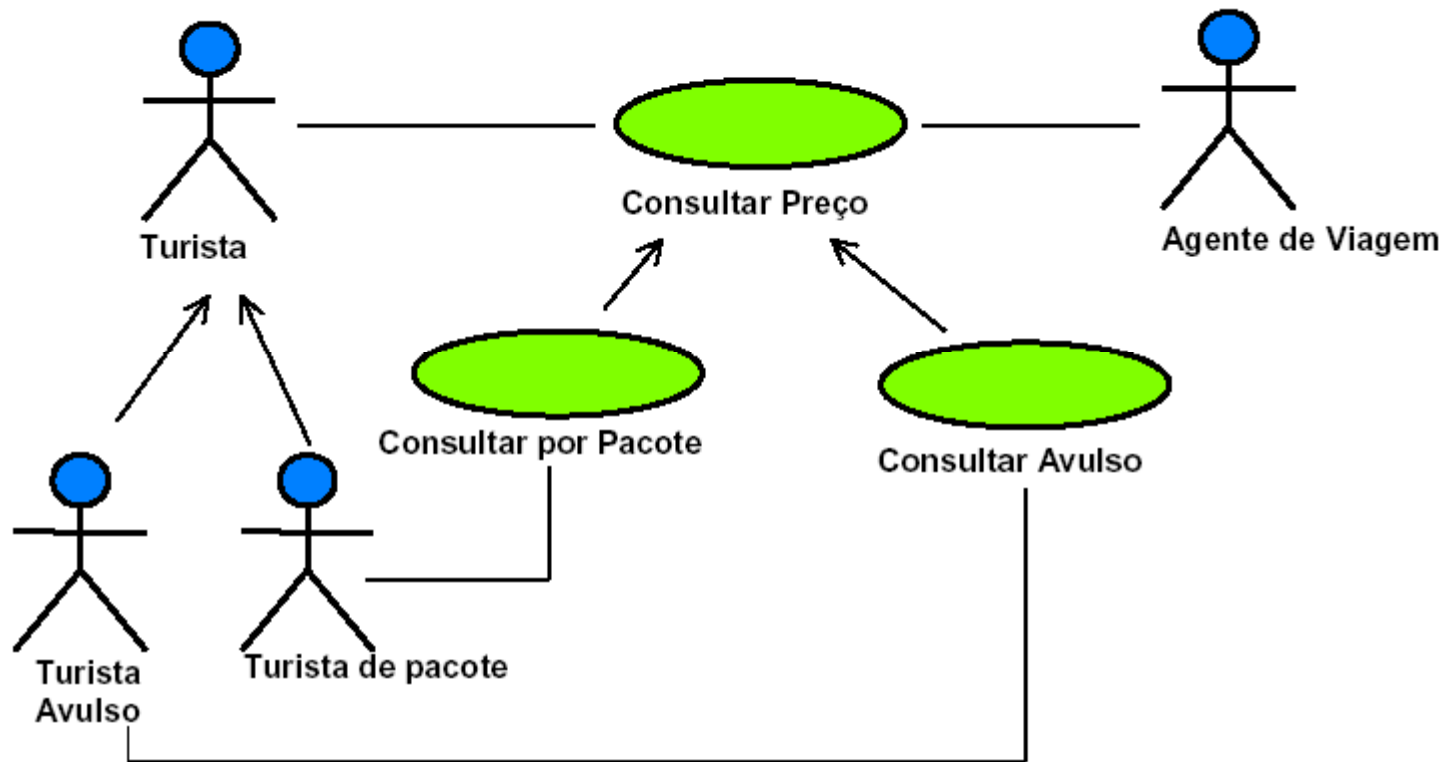 Consultar Preço
Turista
Agente de Viagem
Consultar por Pacote
Consultar Avulso
Turista
Avulso
Turista de pacote